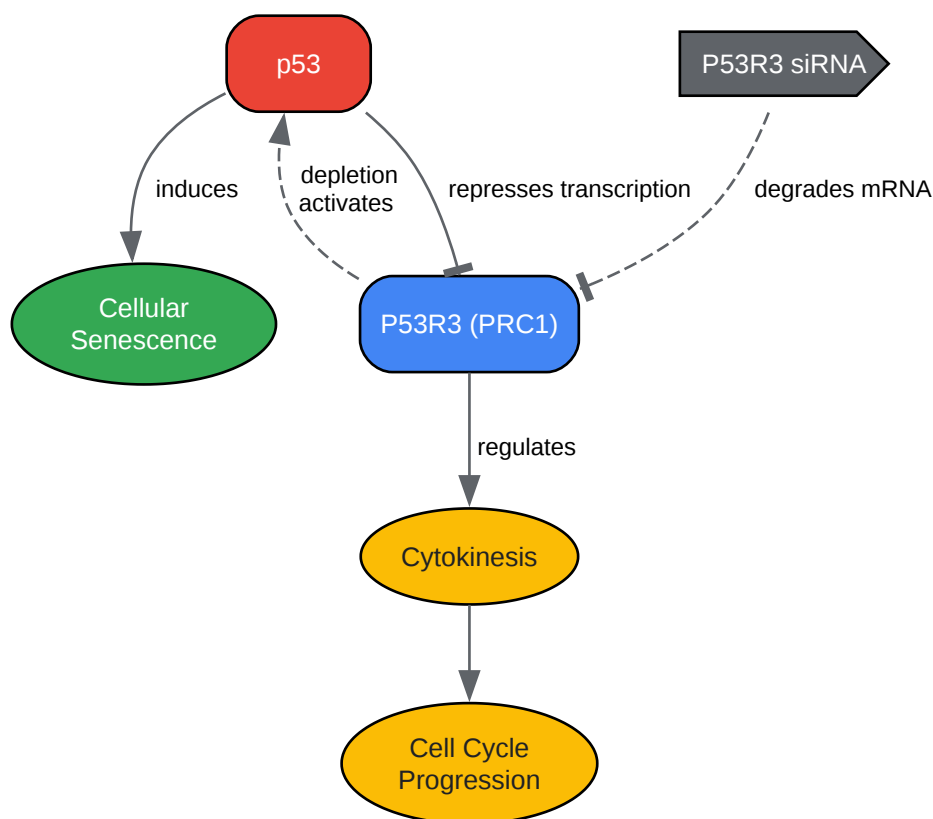 p53
P53R3 siRNA
induces
depletion
activates
represses transcription
degrades mRNA
Cellular
Senescence
P53R3 (PRC1)
regulates
Cytokinesis
Cell Cycle
Progression